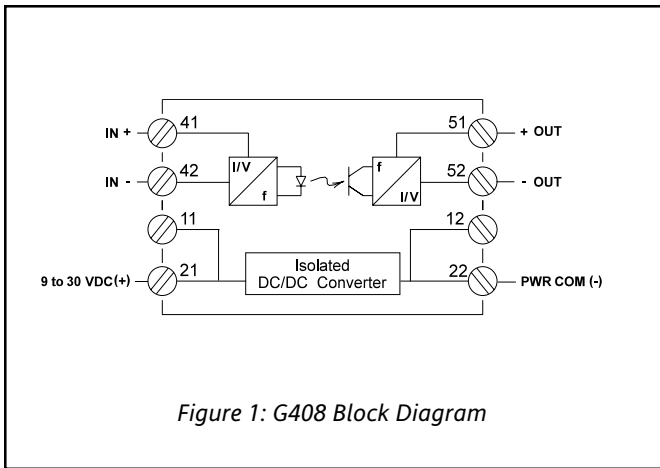 41
51
IN +
+ OUT
I/V
f
f
I/V
42
52
IN -
- OUT
11
12
Isolated
DC/DC Converter
21
22
9 to 30 VDC(+)
PWR COM (-)
Figure 1: G408 Block Diagram